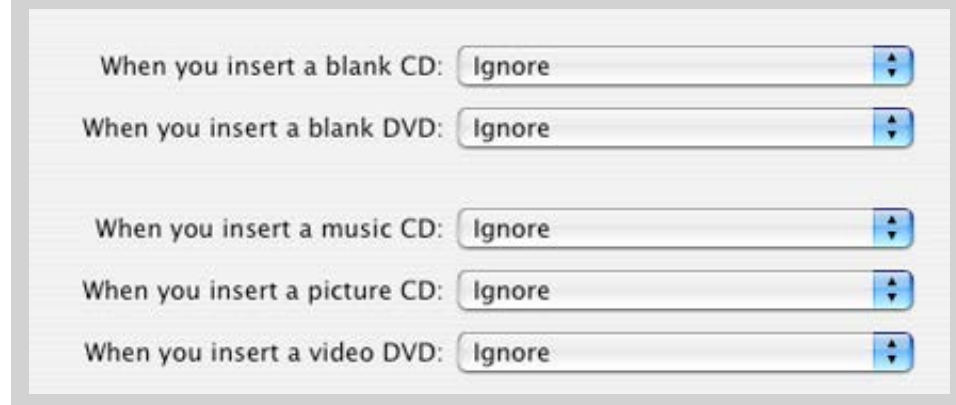 When you insert a blank CD: Ignore
When you insert a blank DVD: Ignore
When you insert a music CD: Ignore
When you insert a picture CD: Ignore
When you insert a video DVD: Ignore